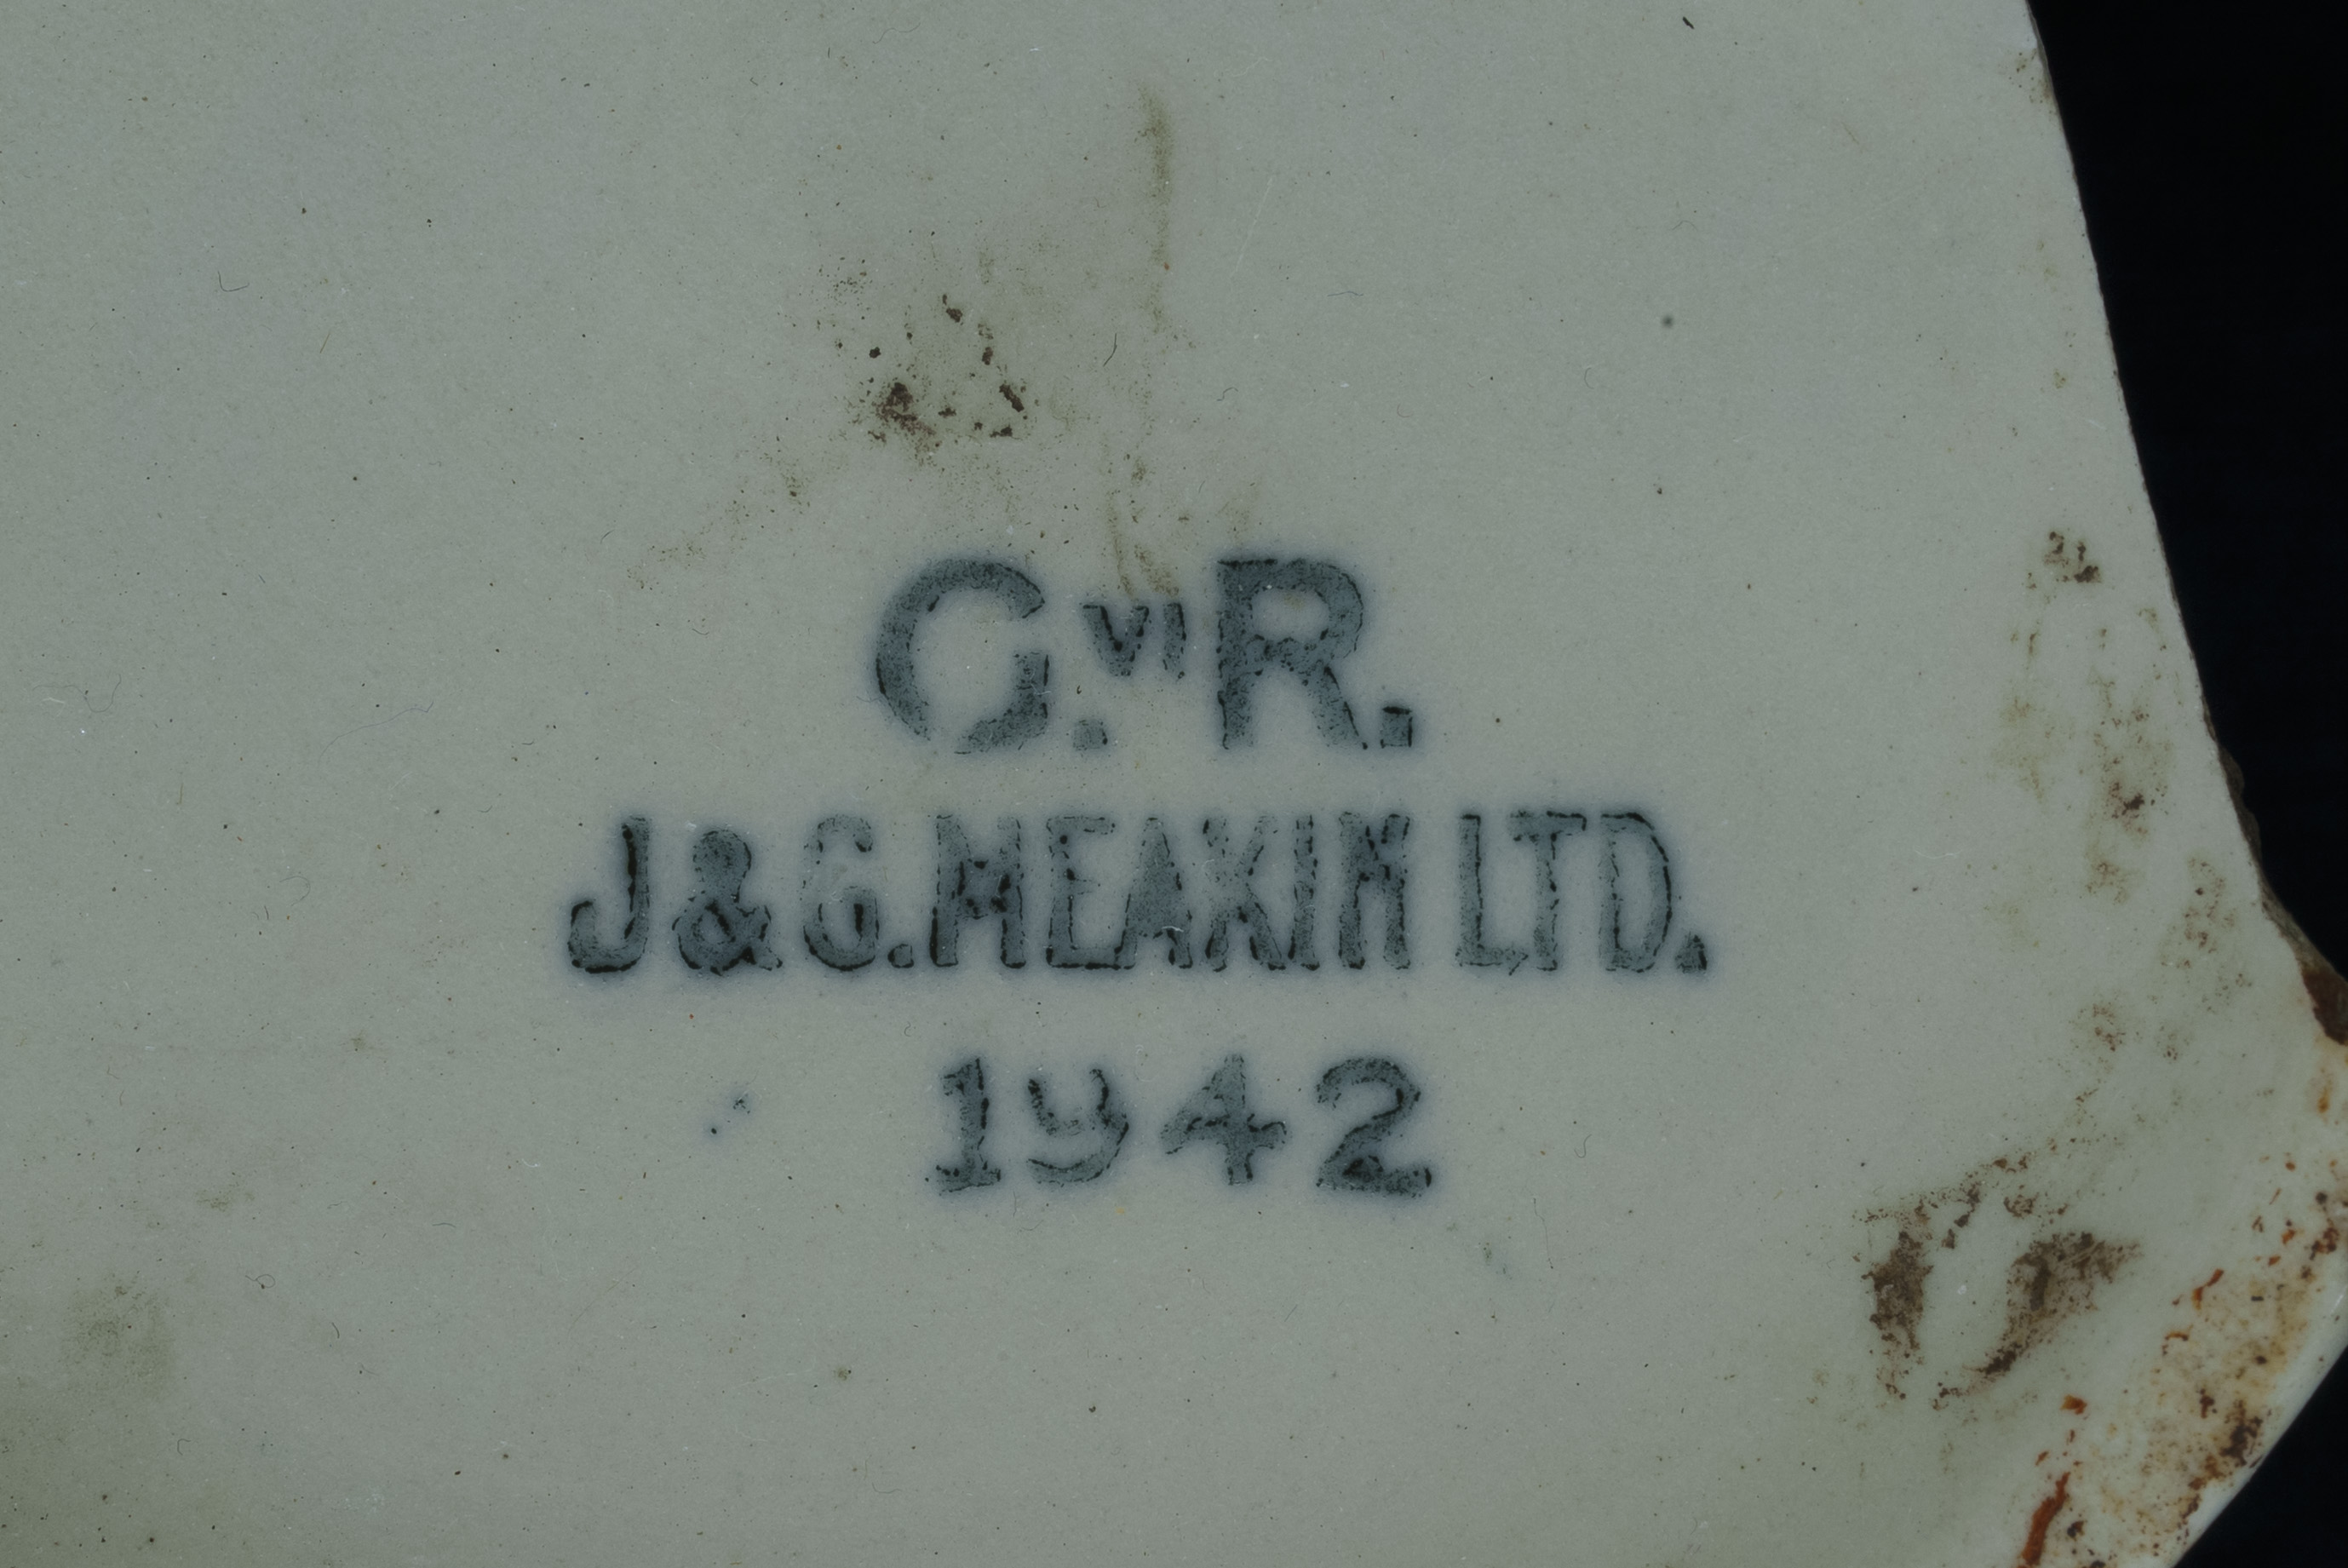 G.VI R.
J & G. MEAKIN LTD.
1942